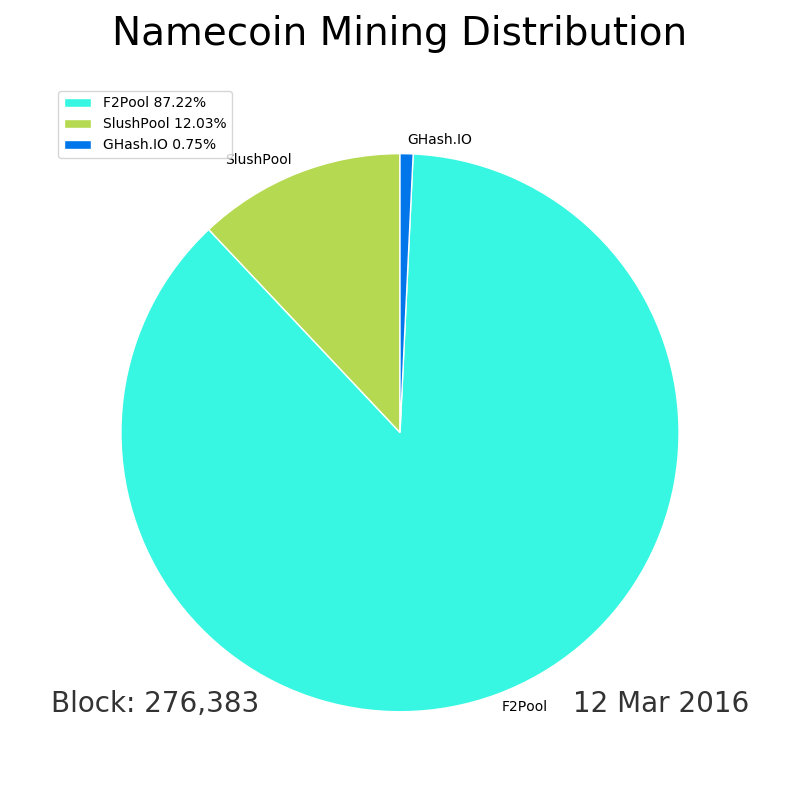 Namecoin Mining Distribution
F2Pool 87.22%
SlushPool 12.03%
GHash.IO 0.75%
GHash.IO
SlushPool
F2Pool
Block: 276,383
12 Mar 2016